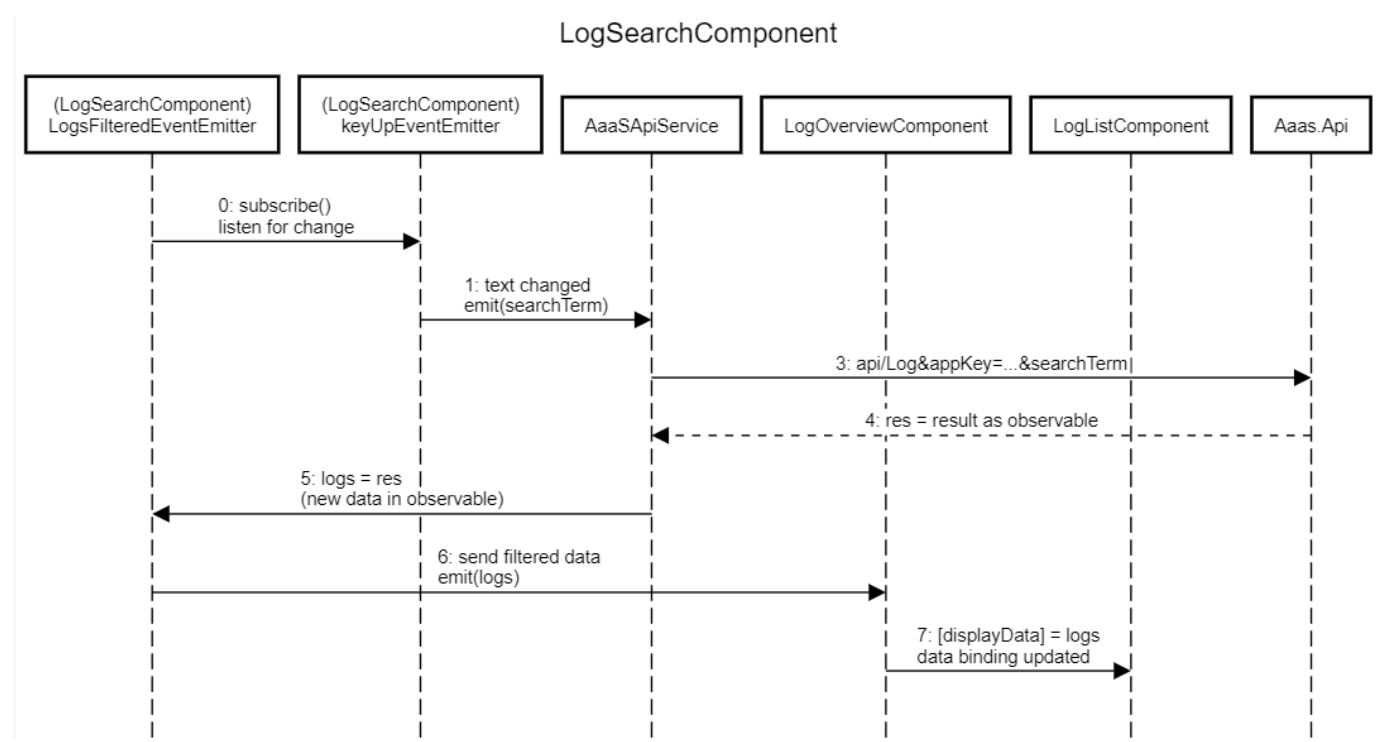 LogSearchComponent
(LogSearchComponent)
LogsFilteredEventEmitter
(LogSearchComponent)
keyUpEventEmitter
AaaSApiService
LogOverviewComponent
LogListComponent
Aaas.Api
0: subscribe()
listen for change
1: text changed
emit(searchTerm)
3: api/Log&appKey=...&searchTerm
4: res = result as observable
5: logs = res
(new data in observable)
6: send filtered data
emit(logs)
7: [displayData] = logs
data binding updated